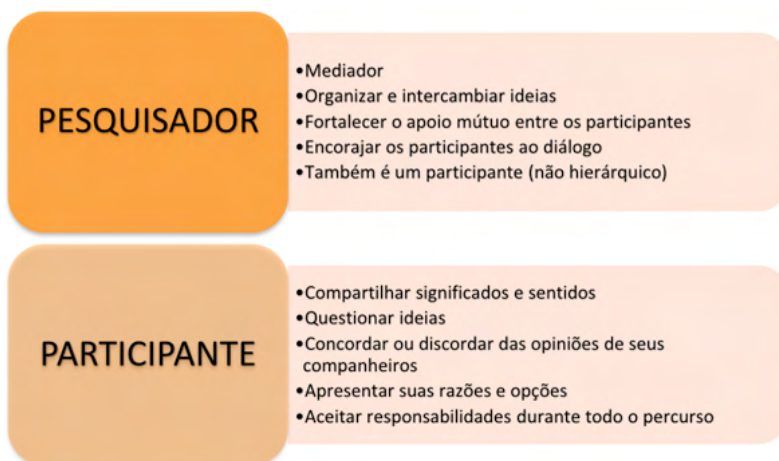 PESQUISADOR
•Mediador
•Organizar e intercambiar ideias
•Fortalecer o apoio mútuo entre os participantes
•Encorajar os participantes ao diálogo
•Também é um participante (não hierárquico)
PARTICIPANTE
•Compartilhar significados e sentidos
•Questionar ideias
•Concordar ou discordar das opiniões de seus
companheiros
•Apresentar suas razões e opções
•Aceitar responsabilidades durante todo o percurso